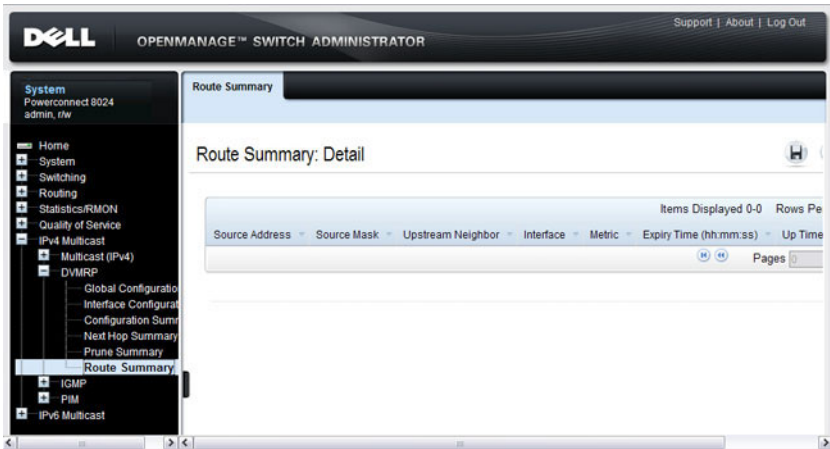 Support | About | Log Out
DELL OPENMANAGE™ SWITCH ADMINISTRATOR
System
Powerconnect 8024
admin, r/w
Home
System
Switching
Routing
Statistics/RMON
Quality of Service
IPv4 Multicast
Multicast (IPv4)
DVMRP
Global Configuratio
Interface Configurat
Configuration Summ
Next Hop Summary
Prune Summary
Route Summary
IGMP
PIM
IPv6 Multicast
Route Summary
Route Summary: Detail
Items Displayed 0-0 Rows Pe
Source Address Source Mask Upstream Neighbor Interface Metric Expiry Time (hh:mm:ss) Up Time
Pages 0